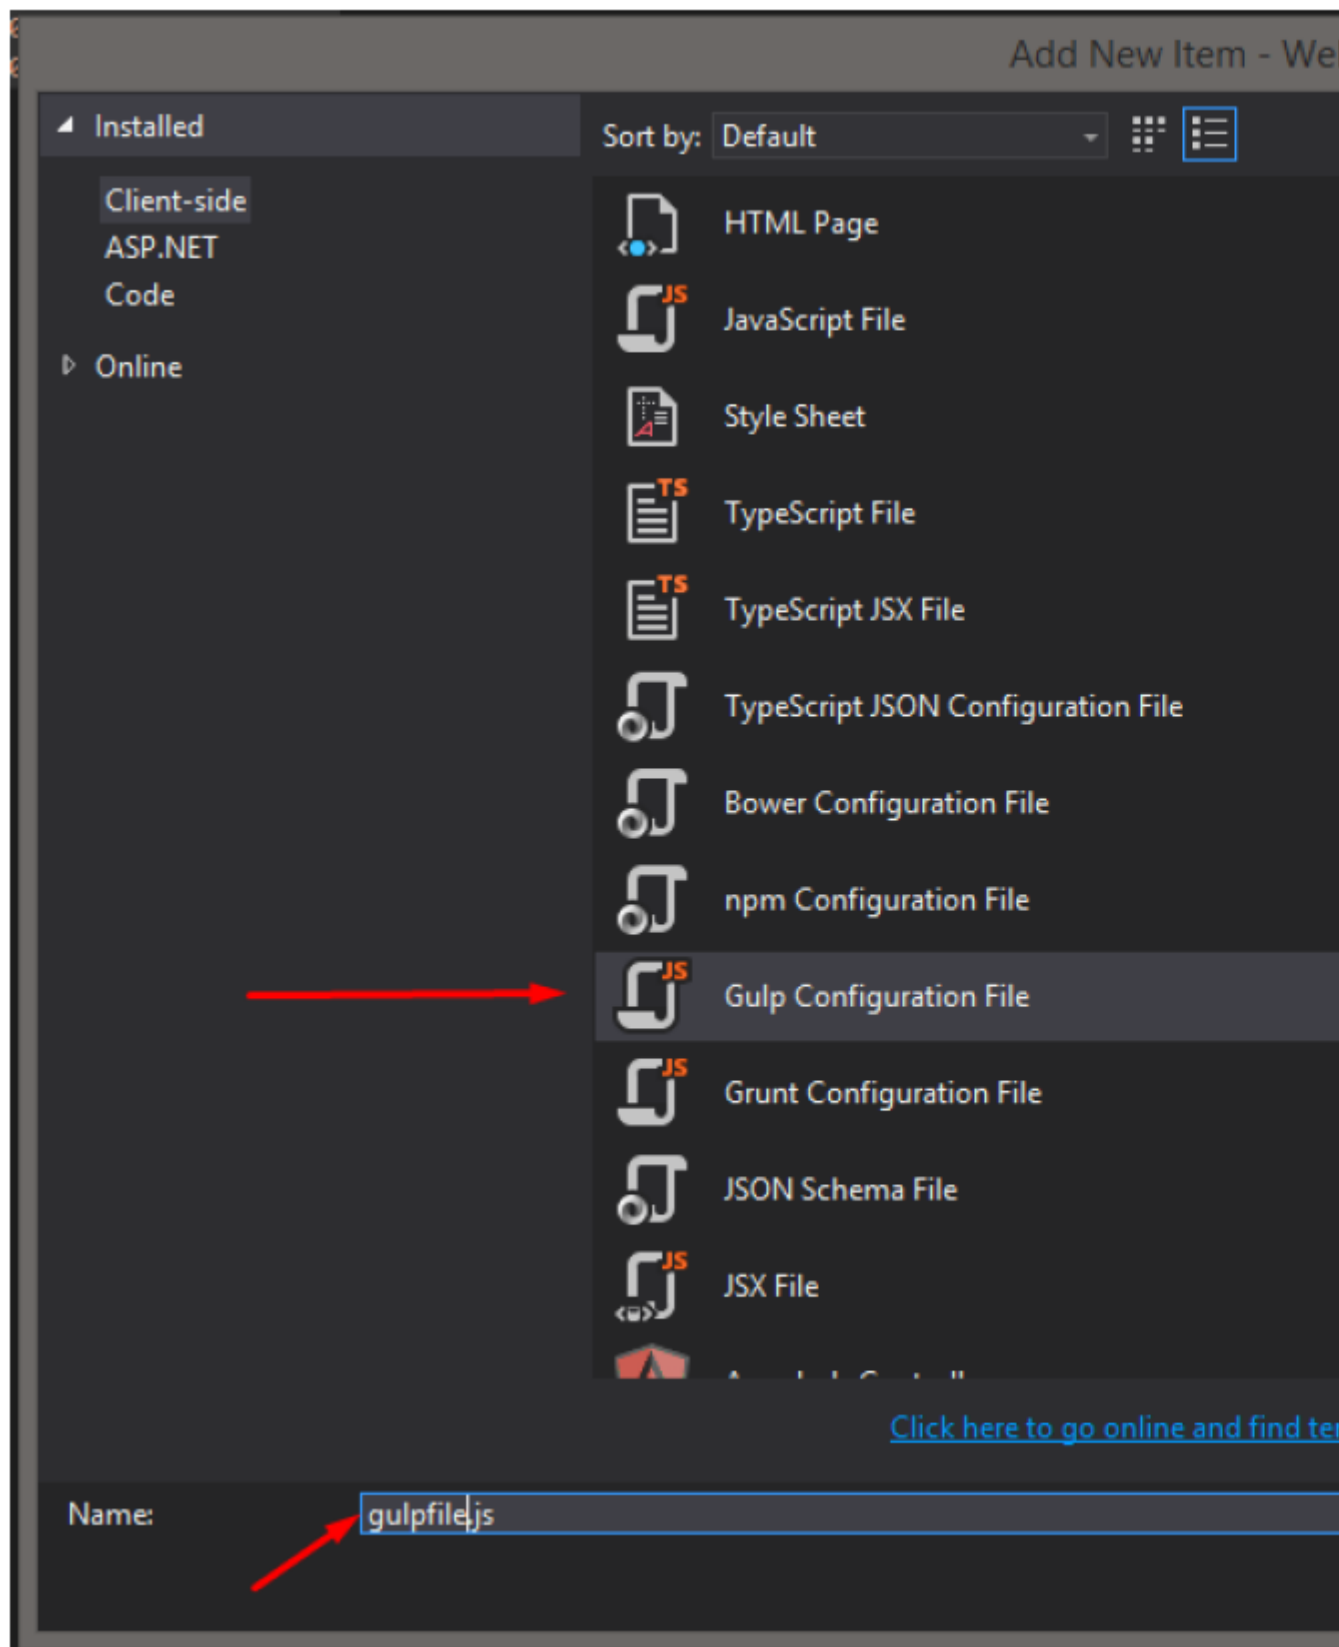 Add New Item - We
Installed
Client-side
ASP.NET
Code
Online
Sort by: Default
HTML Page
JS
JavaScript File
Style Sheet
TS
TypeScript File
TS
TypeScript JSX File
TypeScript JSON Configuration File
Bower Configuration File
npm Configuration File
JS
Gulp Configuration File
JS
Grunt Configuration File
JSON Schema File
JS
JSX File
Click here to go online and find te
Name:
gulpfile.js